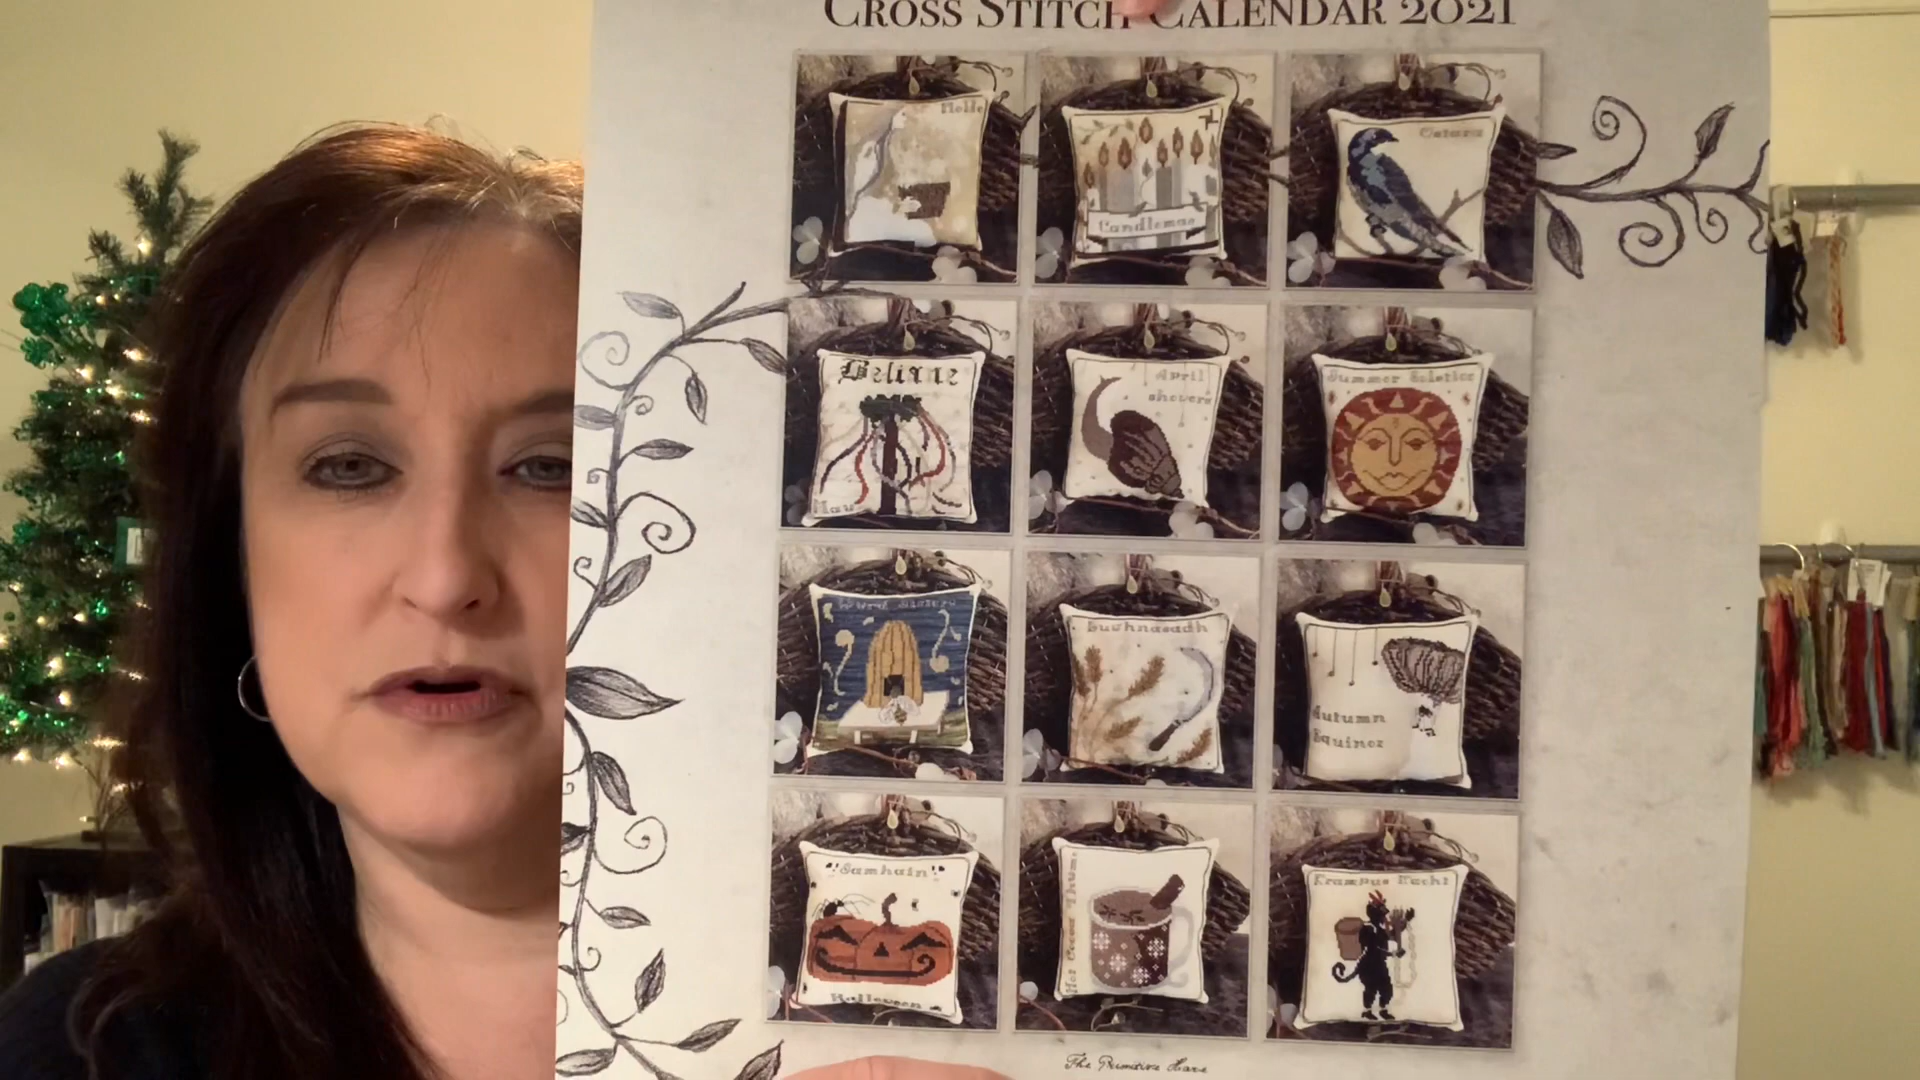 CROSS STITCH CALENDAR 2021
Candlemas
Ostara
Beltane
May
April
showers
Summer Solstice
Lughnasadh
Autumn
Equinox
Samhain
Halloween
Hot Cocoa Time
Krampus Nacht
The Primitive Hare